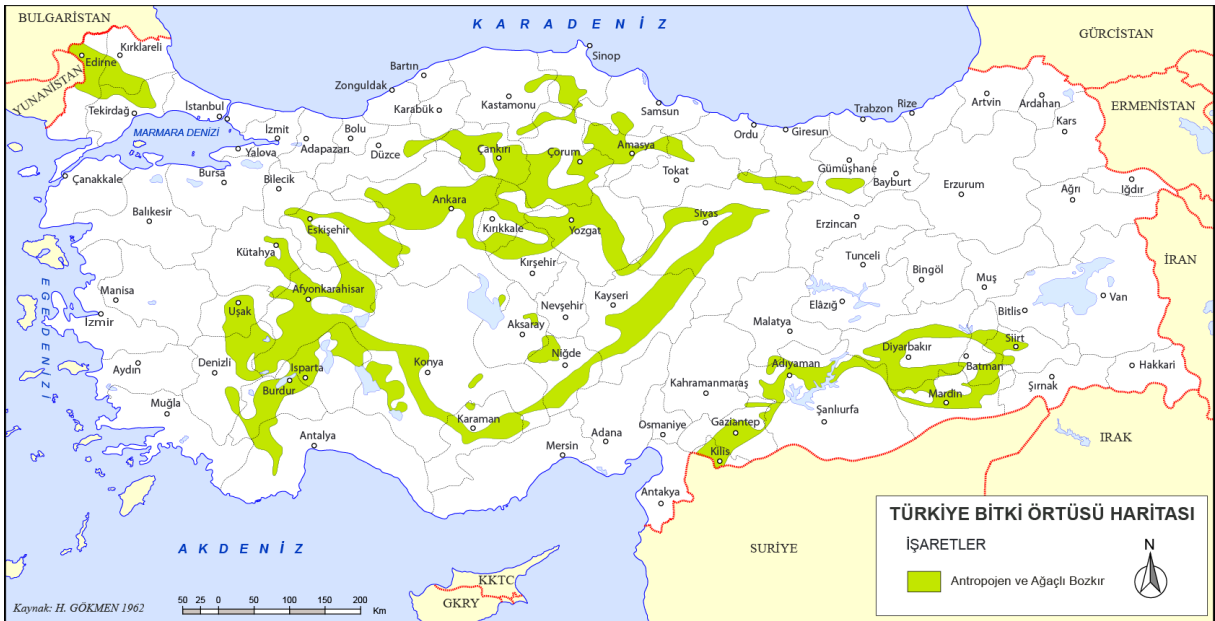 BULGARİSTAN
KARADENİZ
GÜRCİSTAN
Kırklareli
Edirne
Sinop
Bartın
YUNANİSTAN
Zonguldak
Kastamonu
Artvin
Ardahan
ERMENİSTAN
Tekirdağ
İstanbul
Karabük
Samsun
Trabzon
Rize
Kars
MARMARA DENİZİ
İzmit
Bolu
Ordu
Giresun
Adapazarı
Düzce
Çankırı
Çorum
Amasya
Yalova
Gümüşhane
Çanakkale
Bursa
Bilecik
Tokat
Bayburt
Erzurum
Ağrı
Iğdır
Balıkesir
Ankara
Kırıkkale
Yozgat
Sivas
Erzincan
Eskişehir
Kütahya
Kırşehir
Tunceli
Bingöl
Muş
İRAN
Manisa
Afyonkarahisar
Nevşehir
Kayseri
Elâzığ
Van
Uşak
İzmir
EGE DENİZİ
Aksaray
Malatya
Bitlis
Siirt
Diyarbakır
Batman
Aydın
Denizli
Isparta
Konya
Niğde
Adıyaman
Hakkari
Burdur
Kahramanmaraş
Mardin
Şırnak
Muğla
Karaman
Gaziantep
Şanlıurfa
Antalya
Mersin
Adana
Osmaniye
Kilis
IRAK
Antakya
AKDENİZ
SURİYE
KKTC
GKRY
TÜRKİYE BİTKİ ÖRTÜSÜ HARİTASI
İŞARETLER
N
Antropojen ve Ağaçlı Bozkır
Kaynak: H. GÖKMEN 1962
50 25 0 50 100 150 200
Km